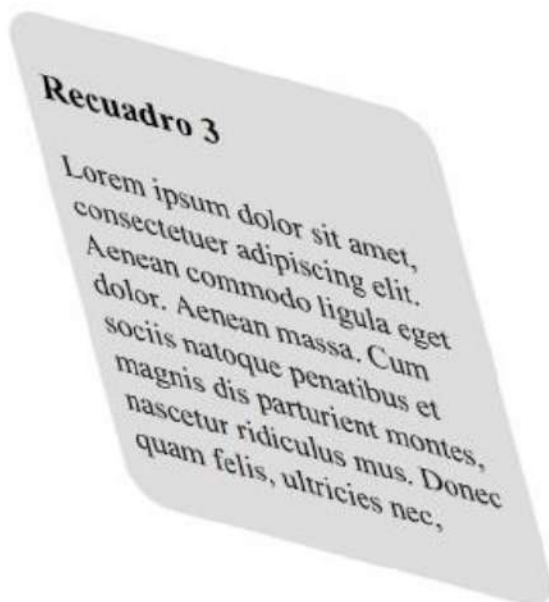 Recuadro 3
Lorem ipsum dolor sit amet,
consectetuer adipiscing elit.
Aenean commodo ligula eget
dolor. Aenean massa. Cum
sociis natoque penatibus et
magnis dis parturient montes,
nascetur ridiculus mus. Donec
quam felis, ultricies nec,